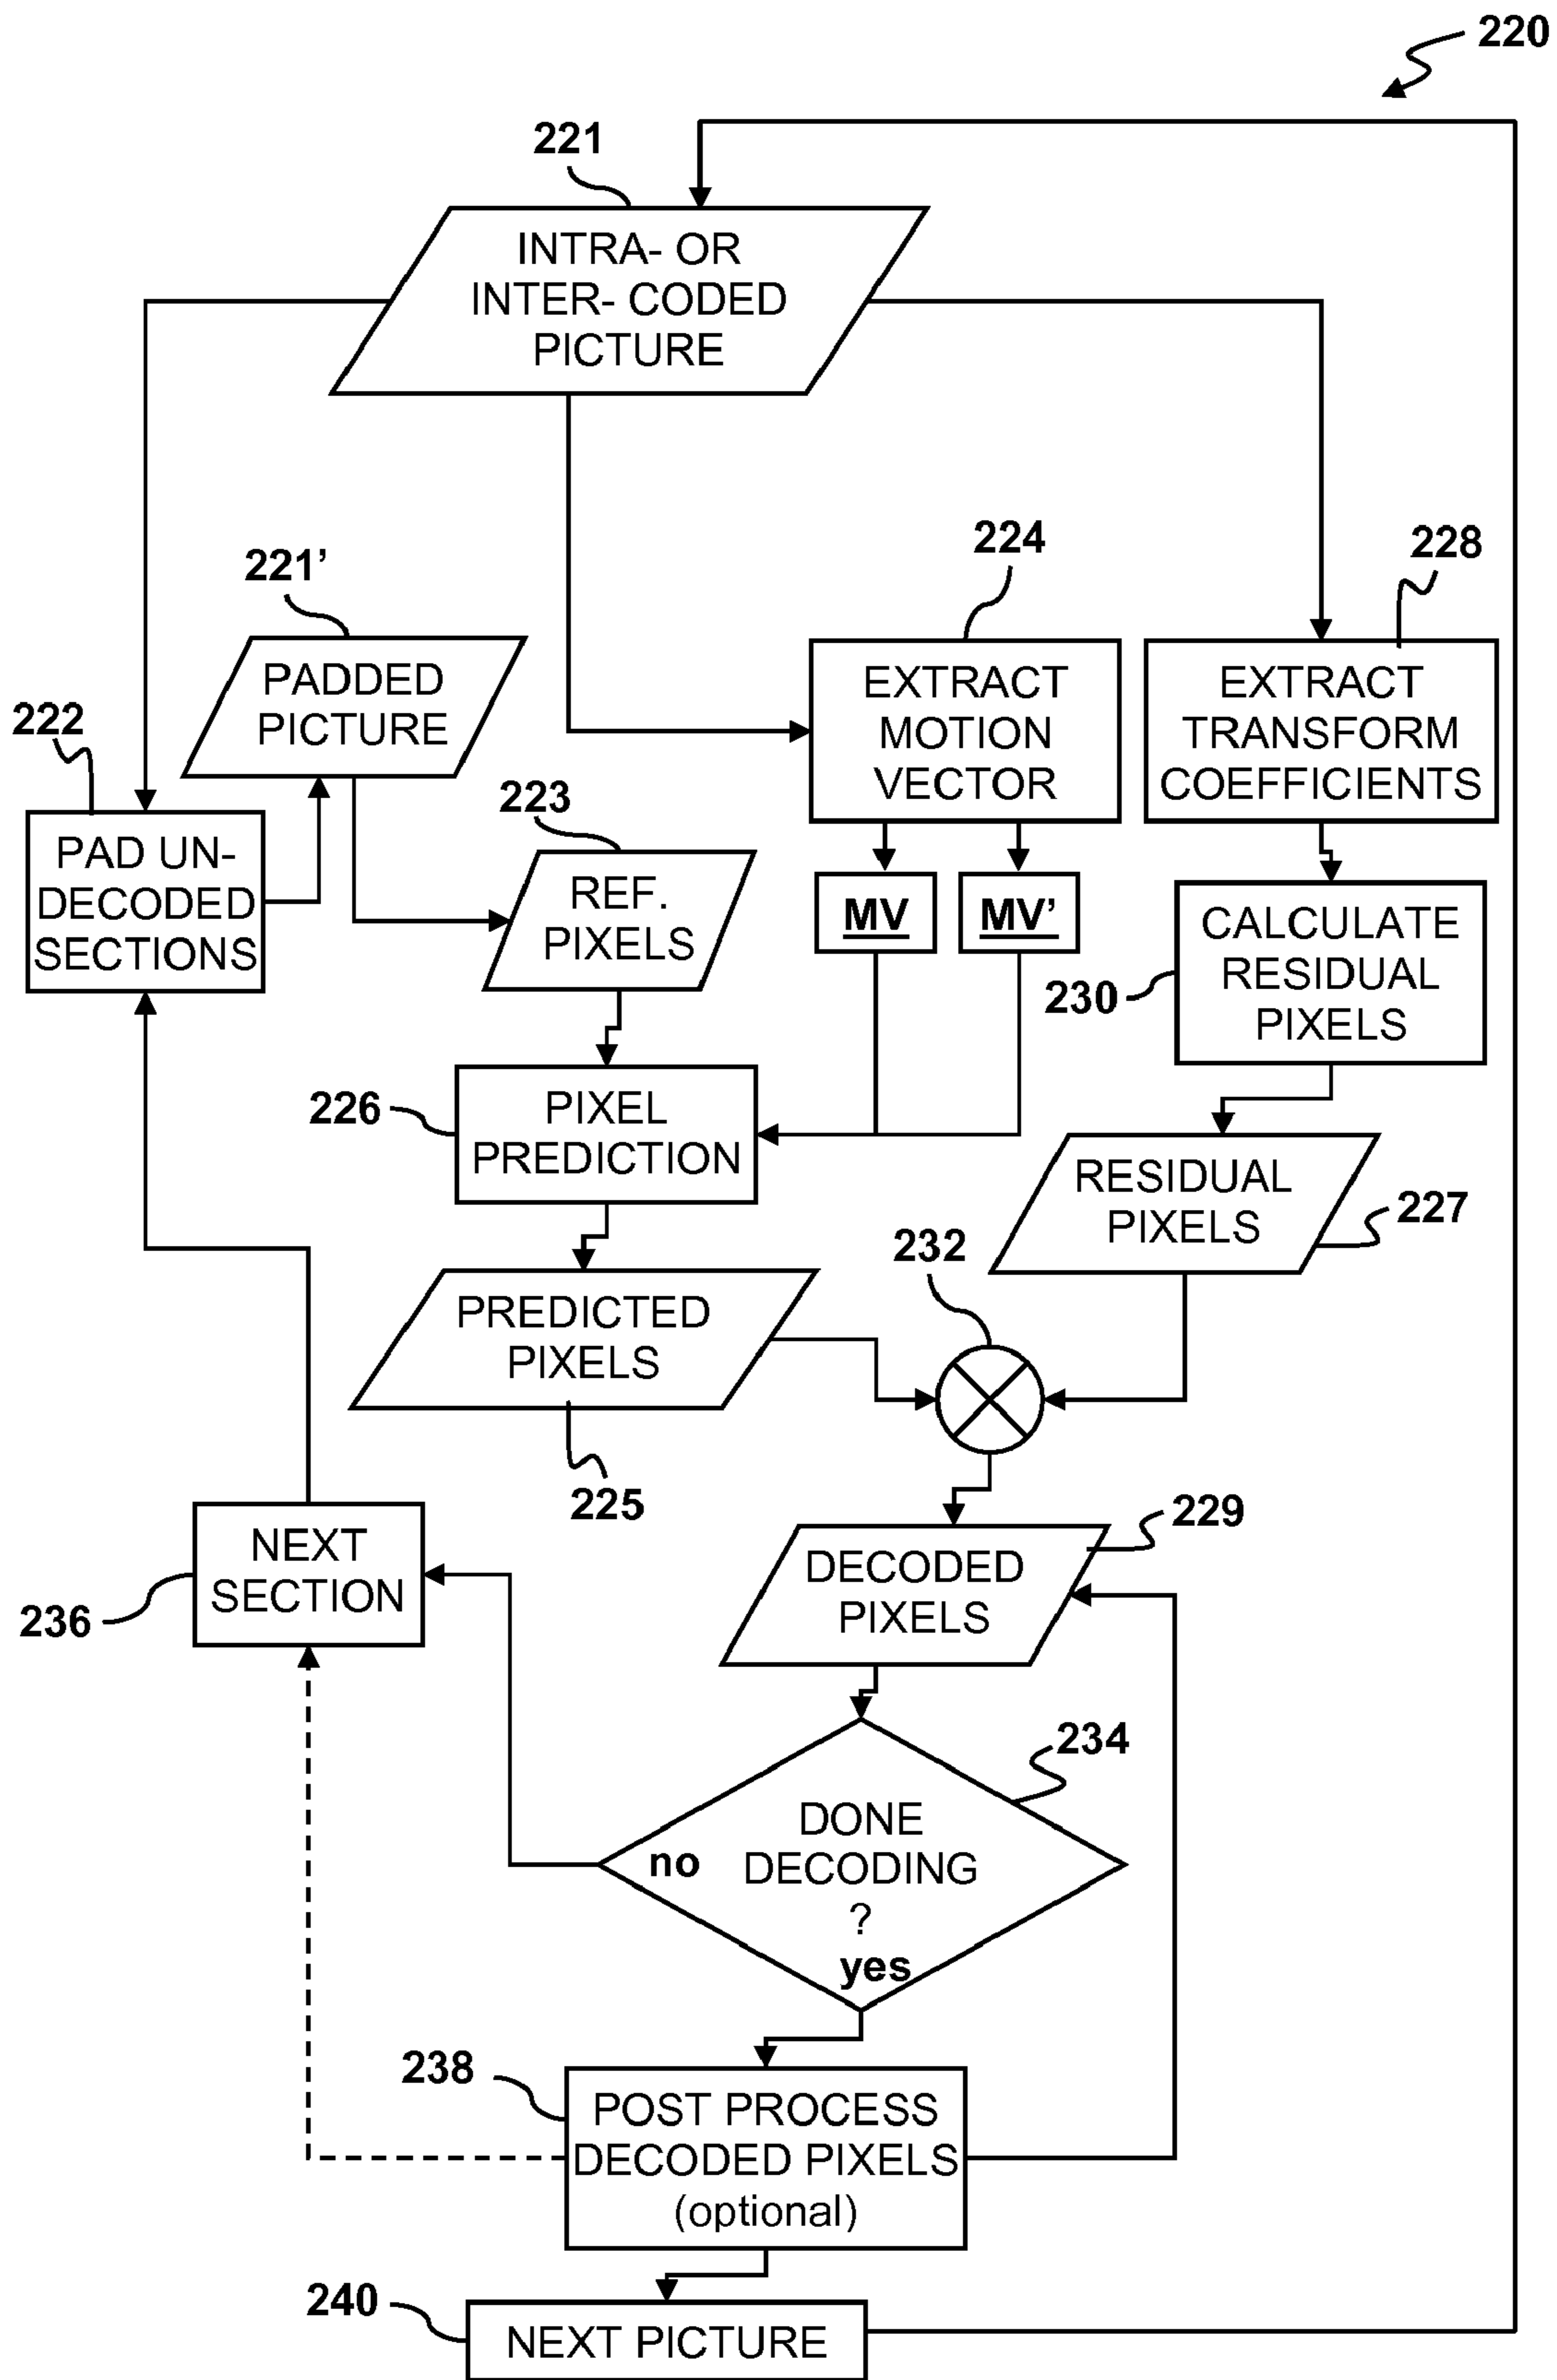 220
221
INTRA- OR
INTER- CODED
PICTURE
221’
PADDED
PICTURE
224
EXTRACT
MOTION
VECTOR
228
EXTRACT
TRANSFORM
COEFFICIENTS
222
PAD UN-
DECODED
SECTIONS
223
REF.
PIXELS
MV
MV’
230
CALCULATE
RESIDUAL
PIXELS
226
PIXEL
PREDICTION
RESIDUAL
PIXELS
227
232
PREDICTED
PIXELS
225
229
DECODED
PIXELS
NEXT
SECTION
236
234
DONE
DECODING
?
no
yes
238
POST PROCESS
DECODED PIXELS
(optional)
240
NEXT PICTURE